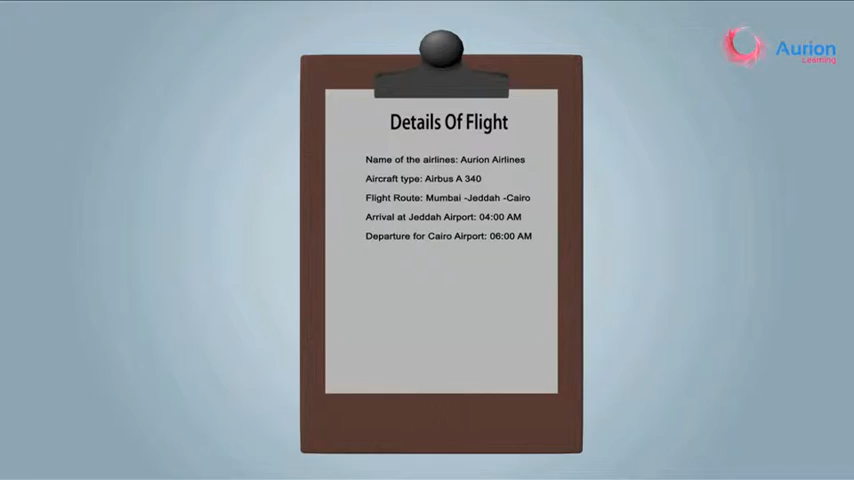 Aurion
Learning
Details Of Flight
Name of the airlines: Aurion Airlines
Aircraft type: Airbus A 340
Flight Route: Mumbai -Jeddah -Cairo
Arrival at Jeddah Airport: 04:00 AM
Departure for Cairo Airport: 06:00 AM